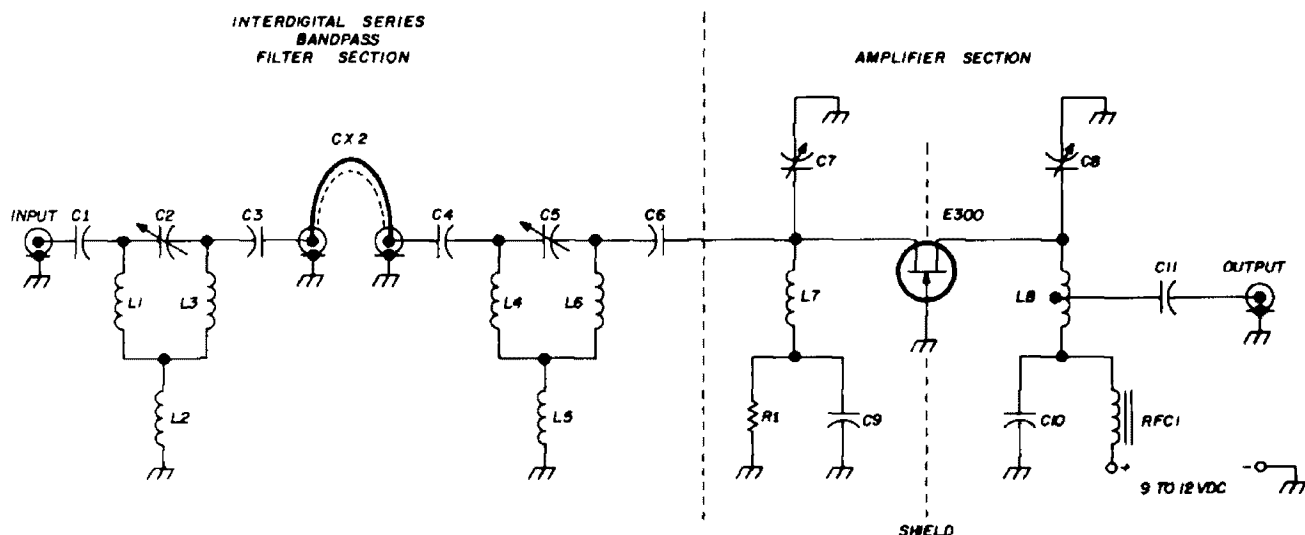 INTERDIGITAL SERIES
BANDPASS
FILTER SECTION
AMPLIFIER SECTION
CX2
C7
C8
E300
INPUT
C1
C2
C3
C4
C5
C6
C11
OUTPUT
L1
L3
L4
L6
L7
L8
L2
L5
R1
C9
C10
RFC1
+
-
9 TO 12 VDC
SHIELD